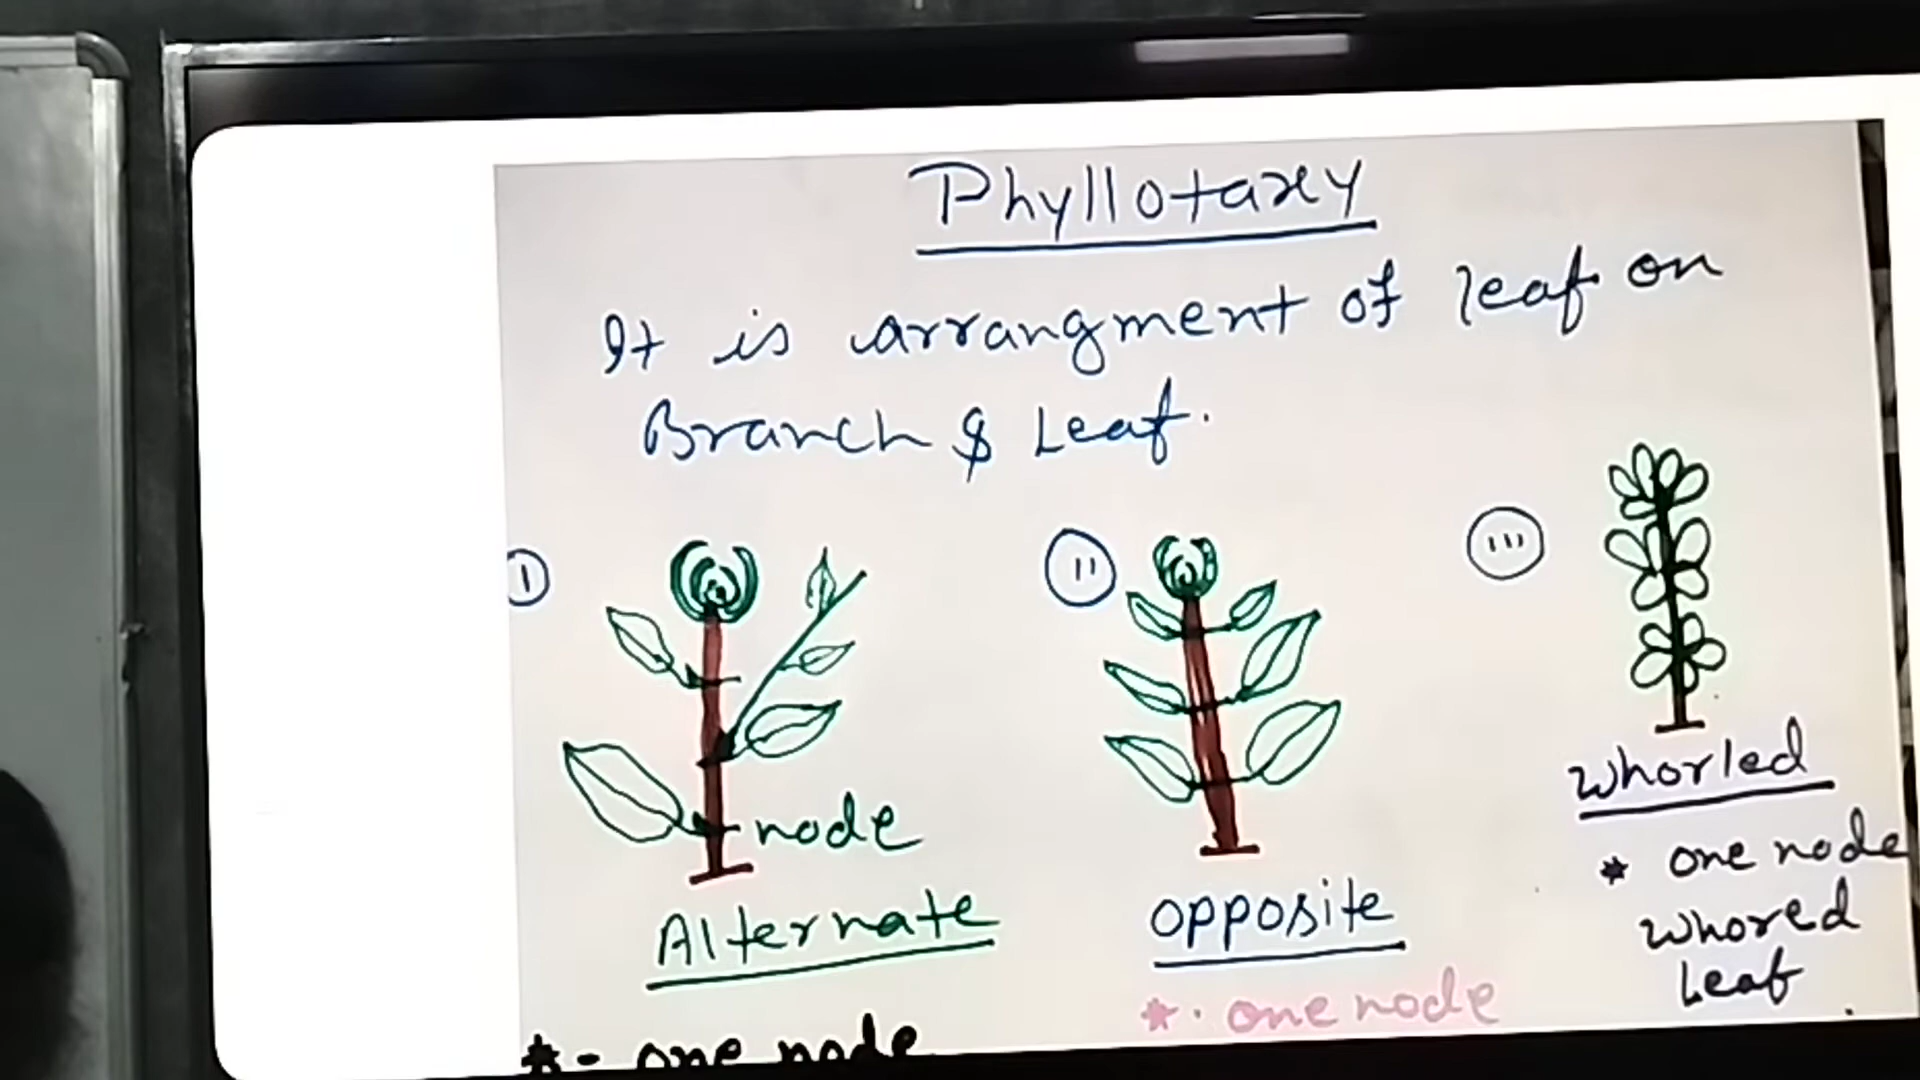 Phyllotaxy
It is arrangment of leaf on
Branch & Leaf.
I
II
III
node
Alternate
opposite
whorled
* one node
whored
Leaf
* · one node
* - one node